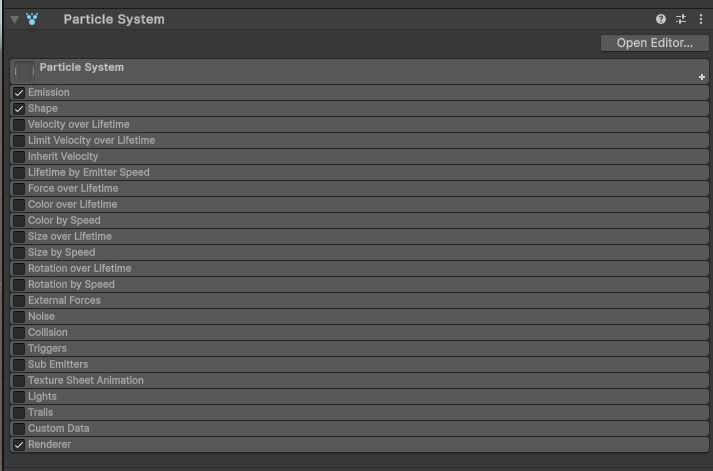 Particle System
Open Editor...
Particle System
Emission
Shape
Velocity over Lifetime
Limit Velocity over Lifetime
Inherit Velocity
Lifetime by Emitter Speed
Force over Lifetime
Color over Lifetime
Color by Speed
Size over Lifetime
Size by Speed
Rotation over Lifetime
Rotation by Speed
External Forces
Noise
Collision
Triggers
Sub Emitters
Texture Sheet Animation
Lights
Trails
Custom Data
Renderer